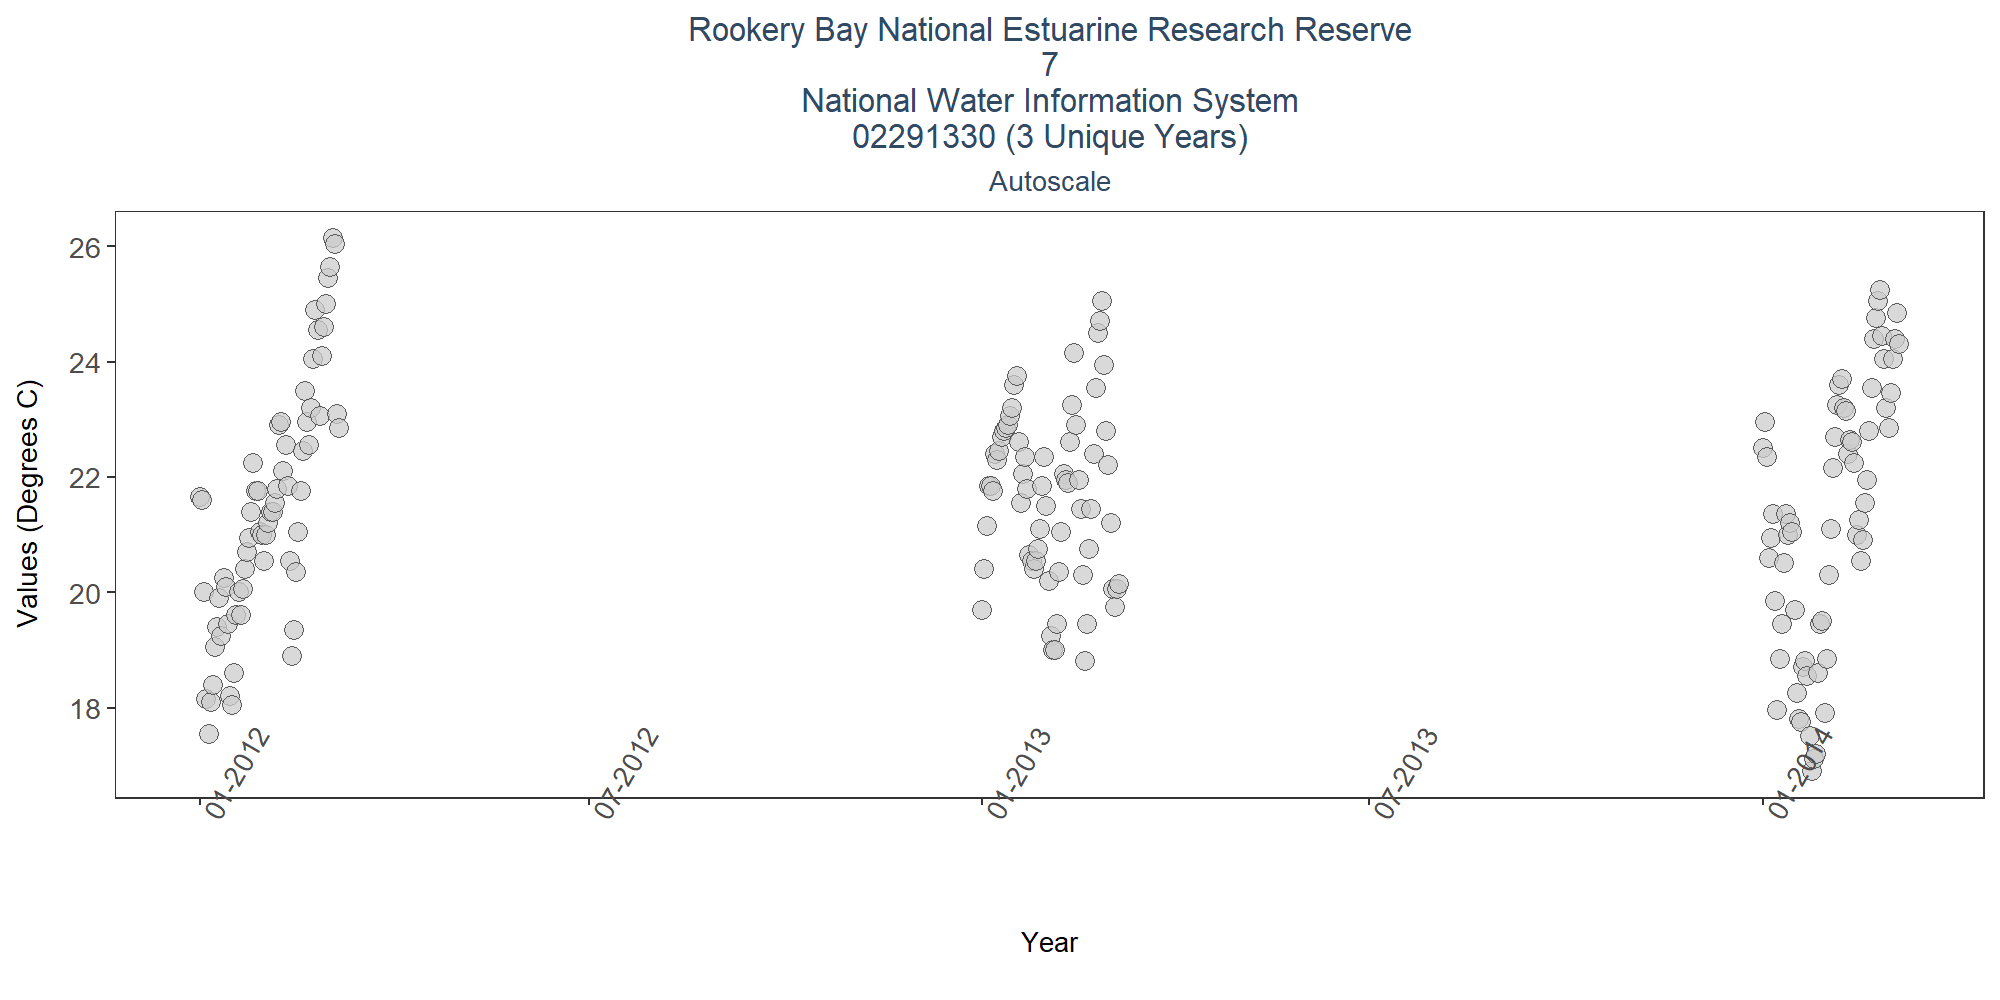 Rookery Bay National Estuarine Research Reserve
7
National Water Information System
02291330 (3 Unique Years)
Autoscale
Values (Degrees C)
26
24
22
20
18
01-2012
07-2012
01-2013
07-2013
01-2014
Year